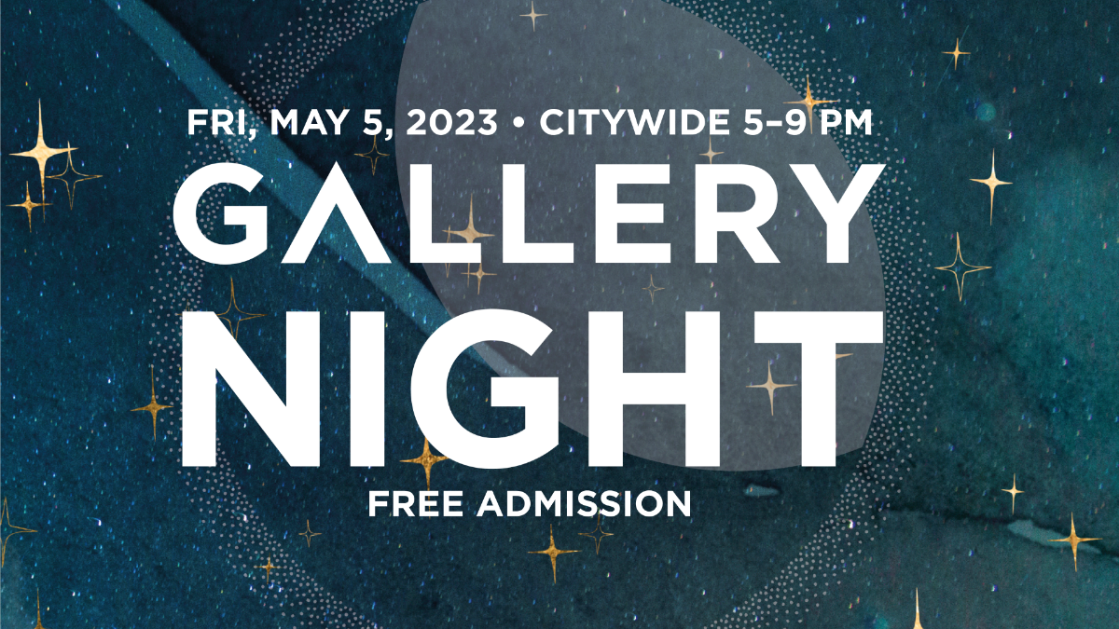 FRI, MAY 5, 2023 • CITYWIDE 5–9 PM
GALLERY
NIGHT
FREE ADMISSION